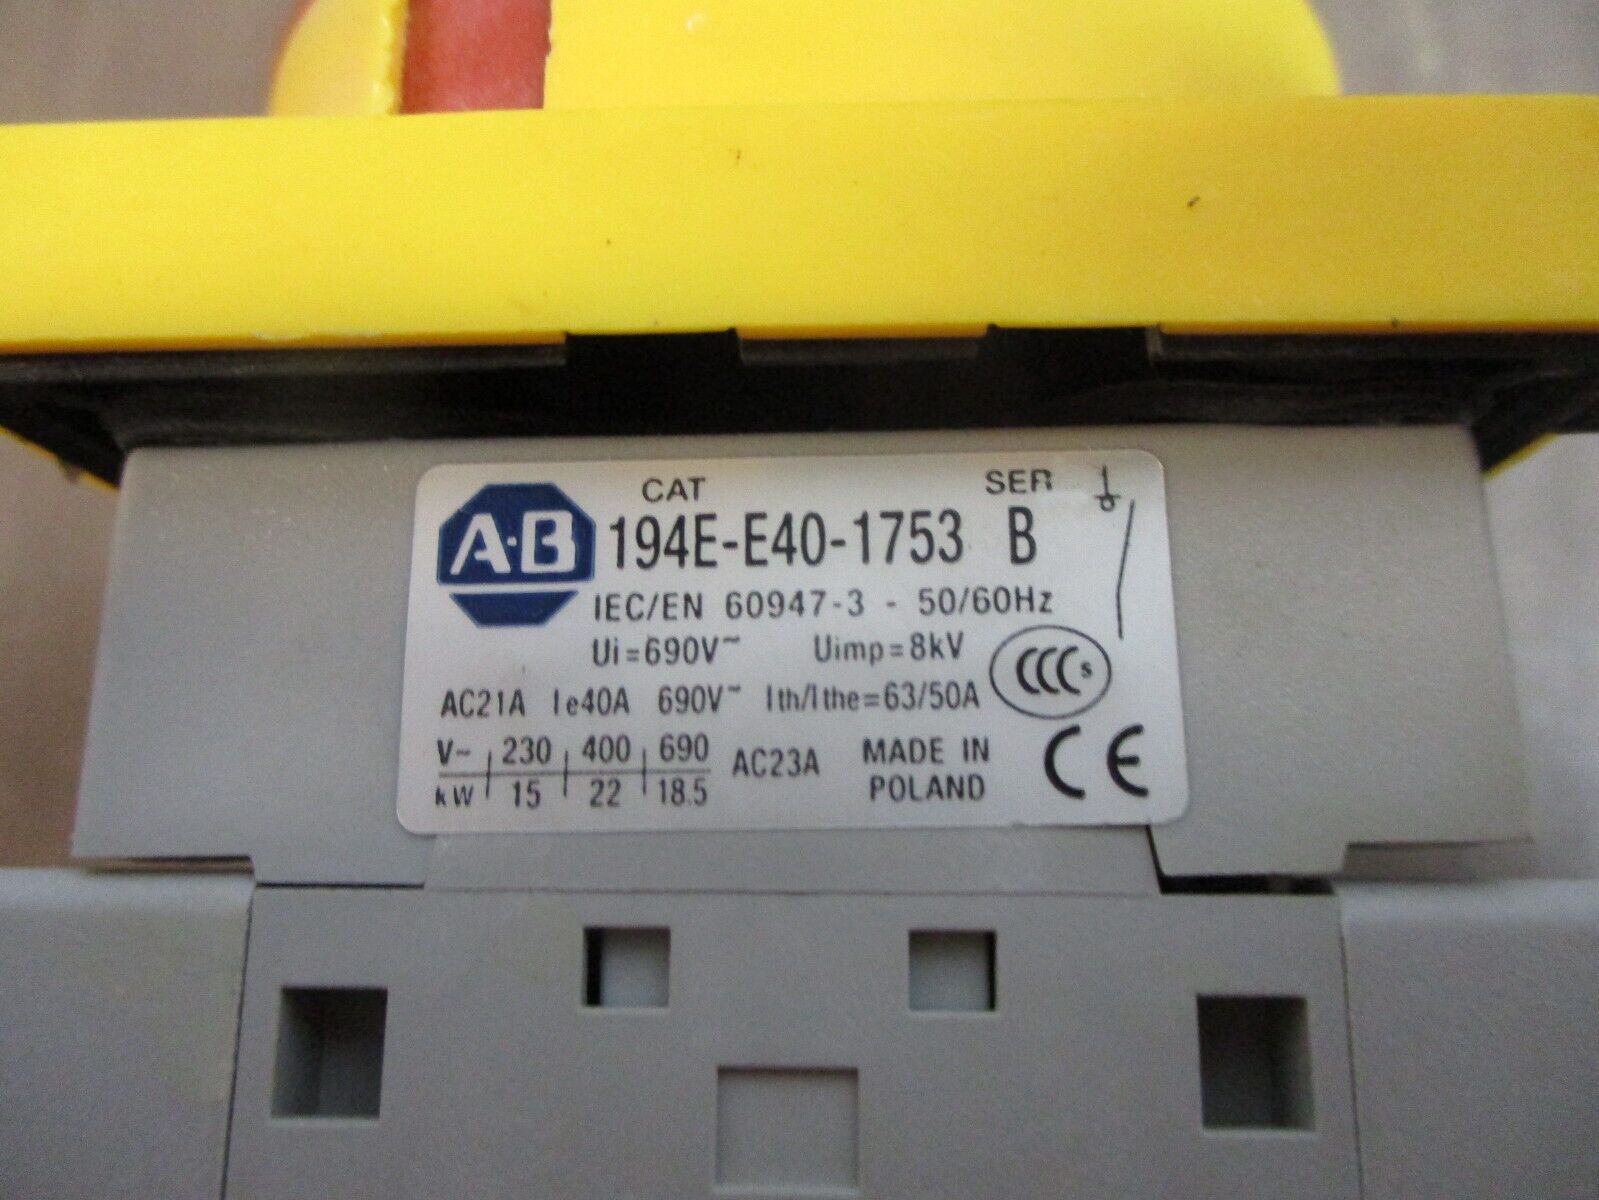 CAT SER
A·B 194E-E40-1753 B
IEC/EN 60947-3 - 50/60Hz
Ui=690V~ Uimp=8kV
CCC S
AC21A Ie40A 690V~ Ith/Ithe=63/50A
V~ 230 400 690
kW 15 22 18.5
AC23A
MADE IN
POLAND
CE